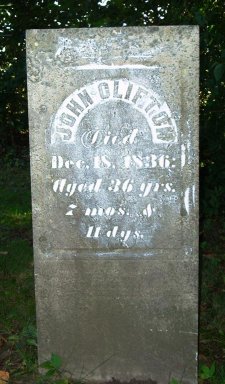 JOHN CLIFTON
Died
Dec. 18, 1836:
Aged 36 yrs.
7 mos. &
11 dys.